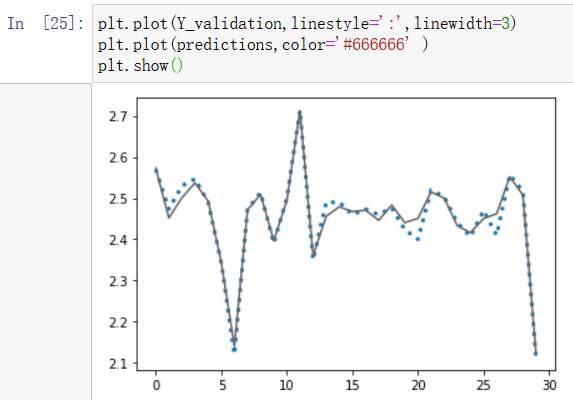 In [25]: plt.plot(Y_validation,linestyle=':',linewidth=3)
plt.plot(predictions,color='#666666' )
plt.show()
2.7
2.6
2.5
2.4
2.3
2.2
2.1
0 5 10 15 20 25 30